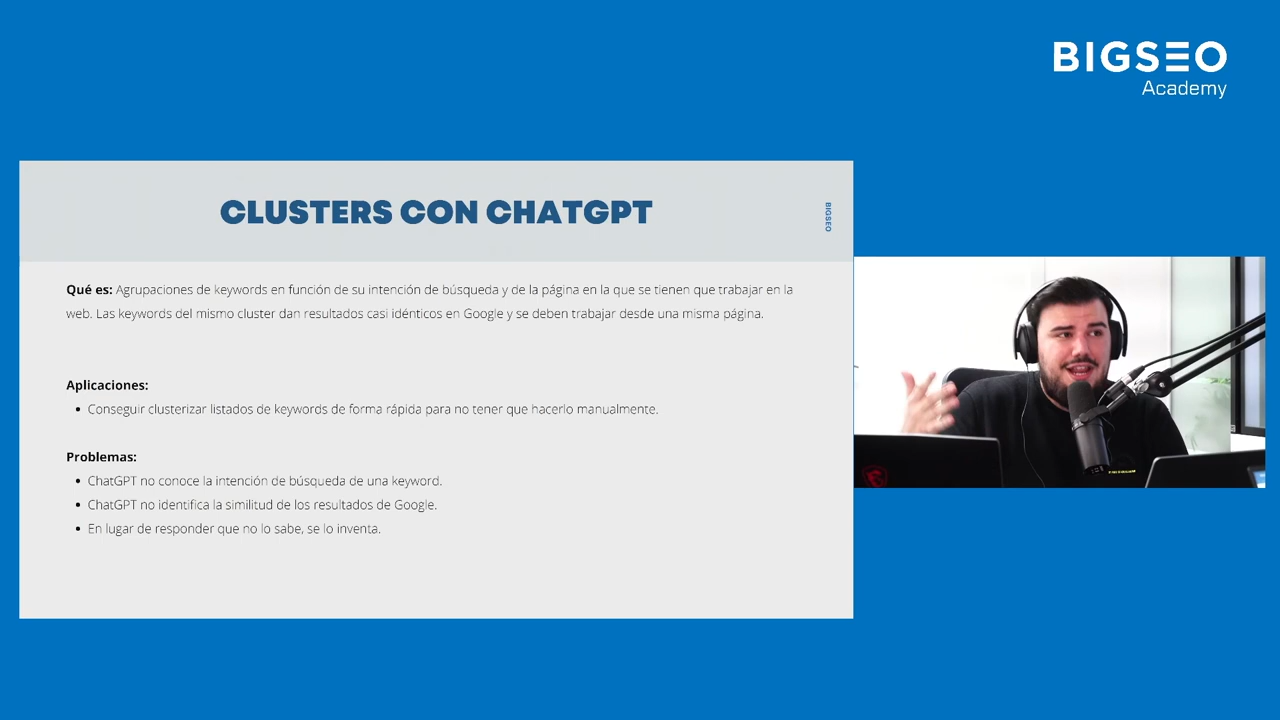 BIGSEO
Academy
CLUSTERS CON CHATGPT
BIGSEO
Qué es: Agrupaciones de keywords en función de su intención de búsqueda y de la página en la que se tienen que trabajar en la
web. Las keywords del mismo cluster dan resultados casi idénticos en Google y se deben trabajar desde una misma página.
Aplicaciones:
• Conseguir clusterizar listados de keywords de forma rápida para no tener que hacerlo manualmente.
Problemas:
• ChatGPT no conoce la intención de búsqueda de una keyword.
• ChatGPT no identifica la similitud de los resultados de Google.
• En lugar de responder que no lo sabe, se lo inventa.